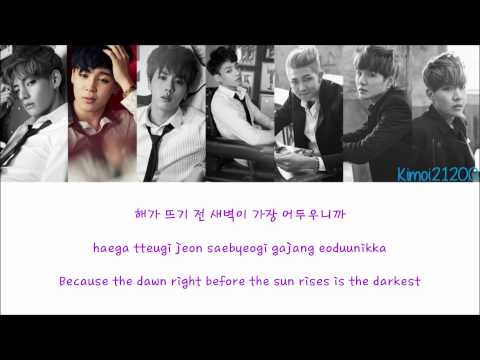 Kimoi21200
해가 뜨기 전 새벽이 가장 어두우니까
haega tteugi jeon saebyeogi gajang eoduunikka
Because the dawn right before the sun rises is the darkest